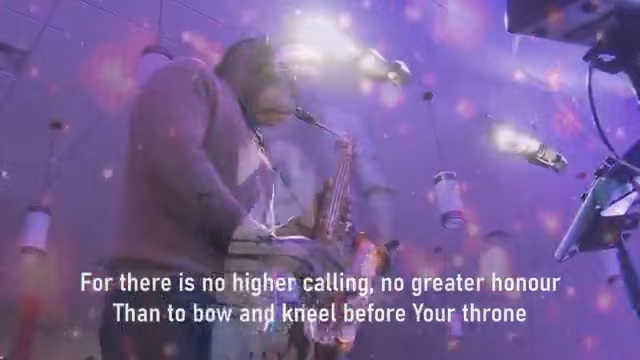 For there is no higher calling, no greater honour
Than to bow and kneel before Your throne